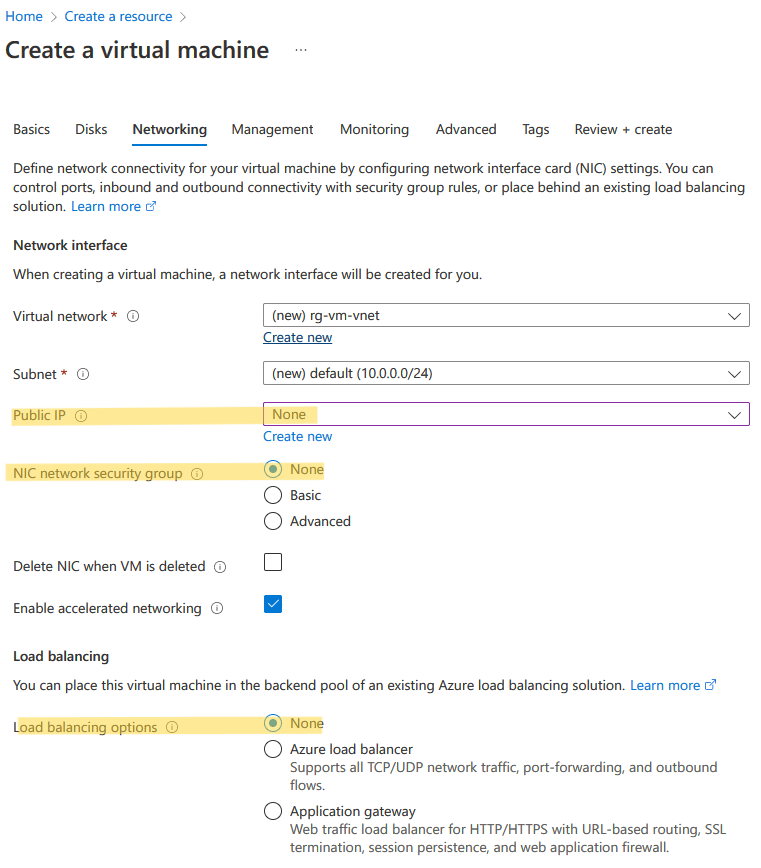 Home > Create a resource >
Create a virtual machine ...
Basics Disks Networking Management Monitoring Advanced Tags Review + create
Define network connectivity for your virtual machine by configuring network interface card (NIC) settings. You can
control ports, inbound and outbound connectivity with security group rules, or place behind an existing load balancing
solution. Learn more
Network interface
When creating a virtual machine, a network interface will be created for you.
Virtual network * (new) rg-vm-vnet
Create new
Subnet * (new) default (10.0.0.0/24)
Public IP None
Create new
NIC network security group None
Basic
Advanced
Delete NIC when VM is deleted
Enable accelerated networking
Load balancing
You can place this virtual machine in the backend pool of an existing Azure load balancing solution. Learn more
Load balancing options None
Azure load balancer
Supports all TCP/UDP network traffic, port-forwarding, and outbound
flows.
Application gateway
Web traffic load balancer for HTTP/HTTPS with URL-based routing, SSL
termination, session persistence, and web application firewall.